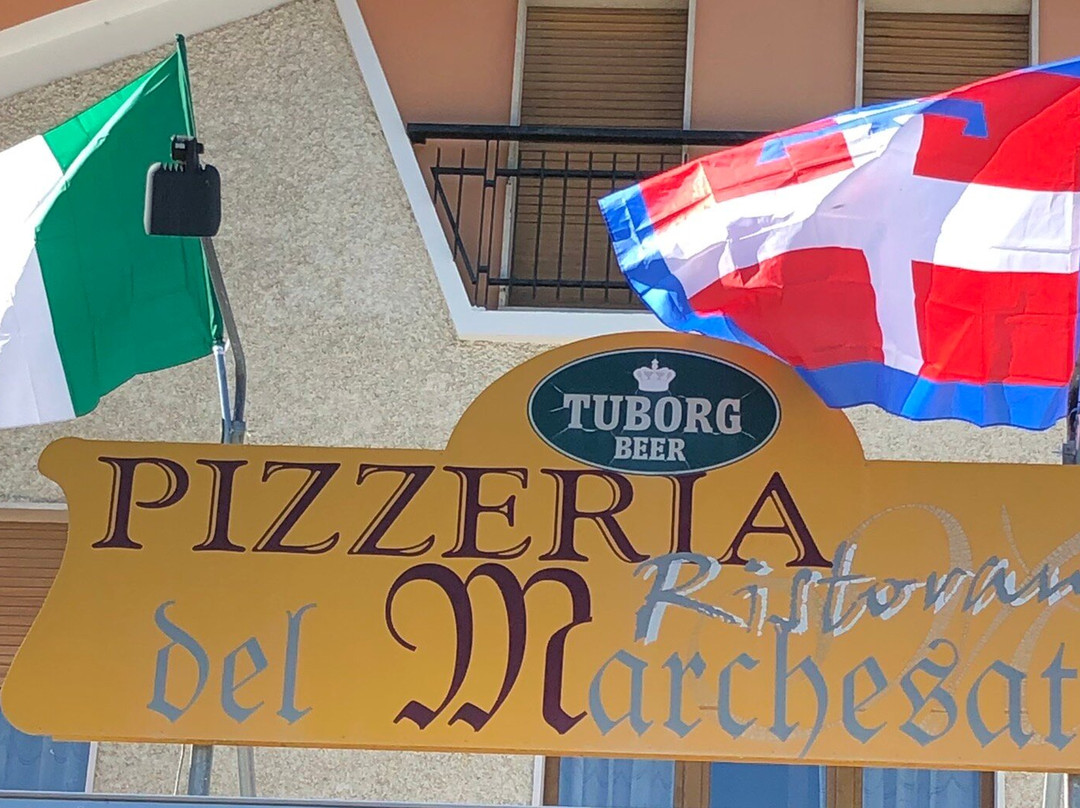 TUBORG
BEER
PIZZERIA
Ristoran
del Marchesat